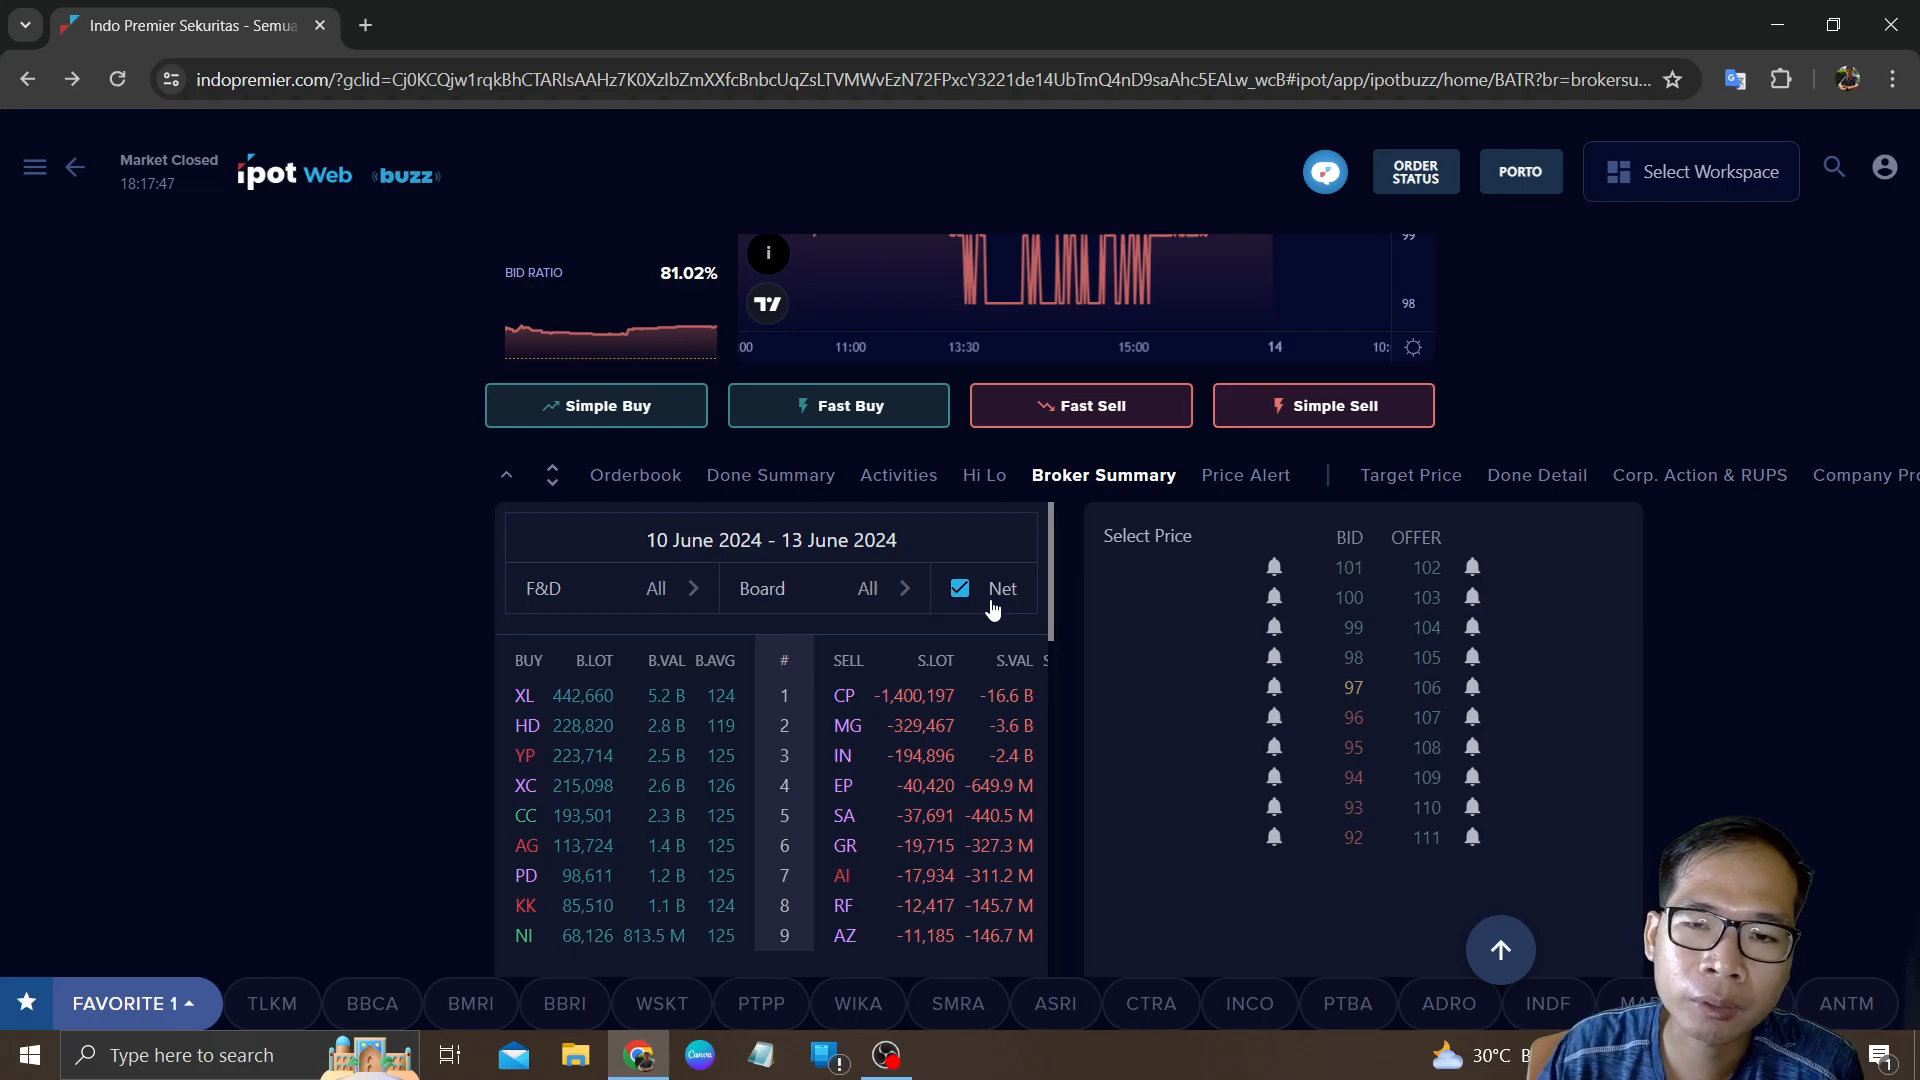 Indo Premier Sekuritas - Semua
indopremier.com/?gclid=Cj0KCQjw1rqkBhCTARIsAAHz7K0XzIbZmXXfcBnbcUqZsLTVMWvEzN72FPxcY3221de14UbTmQ4nD9saAhc5EALw_wcB#ipot/app/ipotbuzz/home/BATR?br=brokersu...
Market Closed
18:17:47
ipot Web
buzz
ORDER STATUS
PORTO
Select Workspace
BID RATIO 81.02%
99
98
:00 11:00 13:30 15:00 14 10:
Simple Buy Fast Buy Fast Sell Simple Sell
Orderbook Done Summary Activities Hi Lo Broker Summary Price Alert | Target Price Done Detail Corp. Action & RUPS Company Pro
10 June 2024 - 13 June 2024
F&D All > Board All > Net
BUY B.LOT B.VAL B.AVG # SELL S.LOT S.VAL S
XL 442,660 5.2 B 124 1 CP -1,400,197 -16.6 B
HD 228,820 2.8 B 119 2 MG -329,467 -3.6 B
YP 223,714 2.5 B 125 3 IN -194,896 -2.4 B
XC 215,098 2.6 B 126 4 EP -40,420 -649.9 M
CC 193,501 2.3 B 125 5 SA -37,691 -440.5 M
AG 113,724 1.4 B 125 6 GR -19,715 -327.3 M
PD 98,611 1.2 B 125 7 AI -17,934 -311.2 M
KK 85,510 1.1 B 124 8 RF -12,417 -145.7 M
NI 68,126 813.5 M 125 9 AZ -11,185 -146.7 M
Select Price BID OFFER
101 102
100 103
99 104
98 105
97 106
96 107
95 108
94 109
93 110
92 111
FAVORITE 1 TLKM BBCA BMRI BBRI WSKT PTPP WIKA SMRA ASRI CTRA INCO PTBA ADRO INDF ANTM
Type here to search
Canva
30°C
1